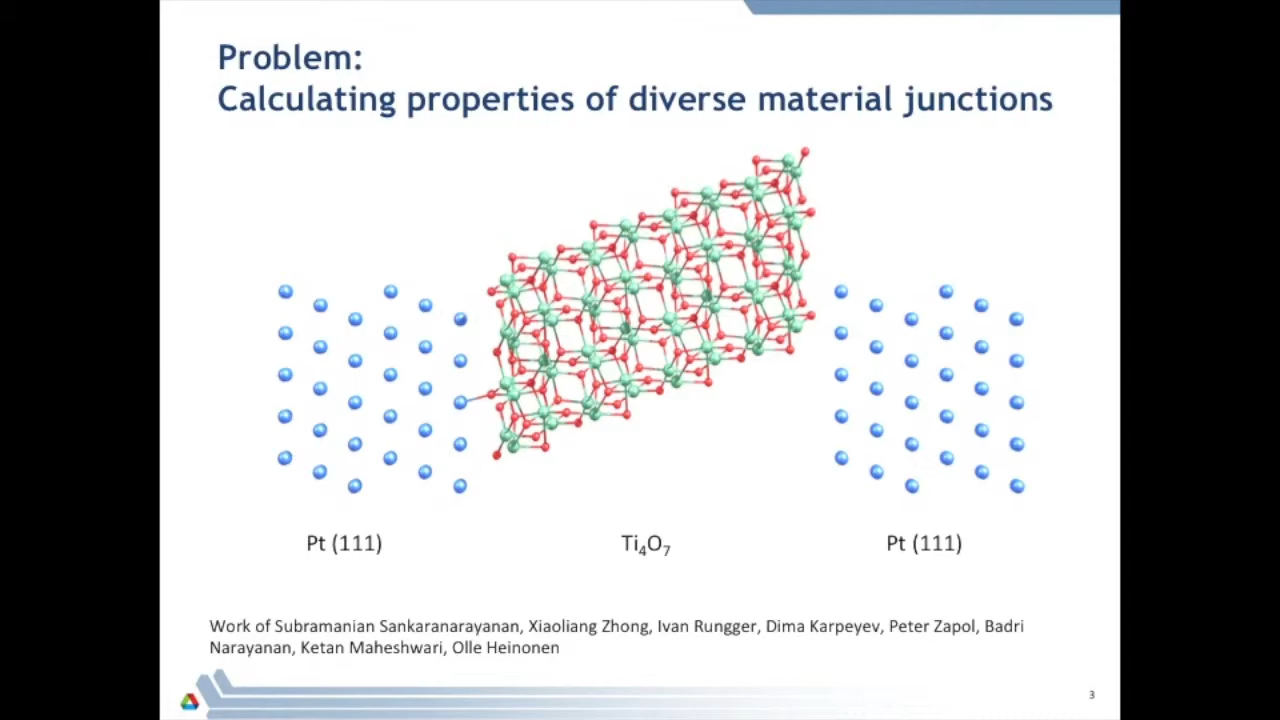 Problem:
Calculating properties of diverse material junctions
Pt (111)
Ti₄O₇
Pt (111)
Work of Subramanian Sankaranarayanan, Xiaoliang Zhong, Ivan Rungger, Dima Karpeyev, Peter Zapol, Badri
Narayanan, Ketan Maheshwari, Olle Heinonen
3